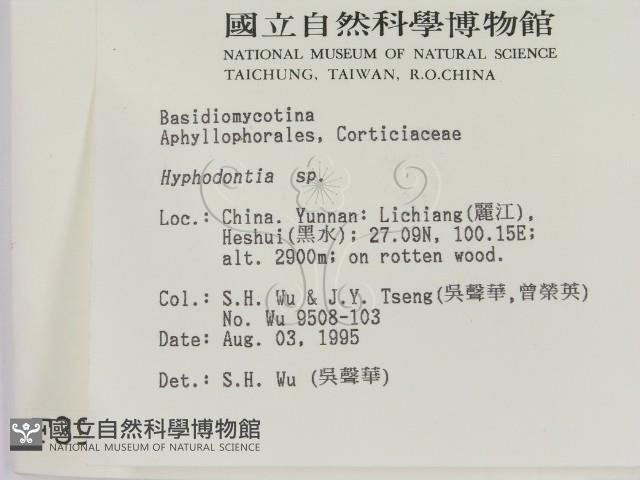 國立自然科學博物館
NATIONAL MUSEUM OF NATURAL SCIENCE
TAICHUNG, TAIWAN, R.O.CHINA
Basidiomycotina
Aphyllophorales, Corticiaceae
Hyphodontia sp.
Loc.: China. Yunnan: Lichiang(麗江),
Heshui(黑水); 27.09N, 100.15E;
alt. 2900m; on rotten wood.
Col.: S.H. Wu & J.Y. Tseng(吳聲華,曾榮英)
No. Wu 9508-103
Date: Aug. 03, 1995
Det.: S.H. Wu (吳聲華)
國立自然科學博物館
NATIONAL MUSEUM OF NATURAL SCIENCE